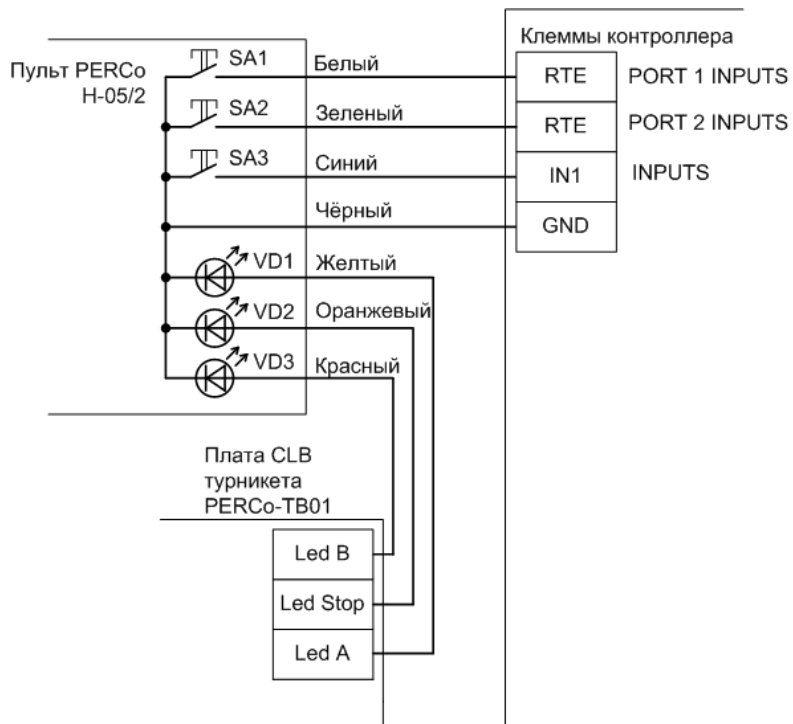 Клеммы контроллера
Пульт PERCo
H-05/2
SA1
Белый
RTE
PORT 1 INPUTS
SA2
Зеленый
RTE
PORT 2 INPUTS
SA3
Синий
IN1
INPUTS
Чёрный
GND
VD1
Желтый
VD2
Оранжевый
VD3
Красный
Плата CLB
турникета
PERCo-TB01
Led B
Led Stop
Led A